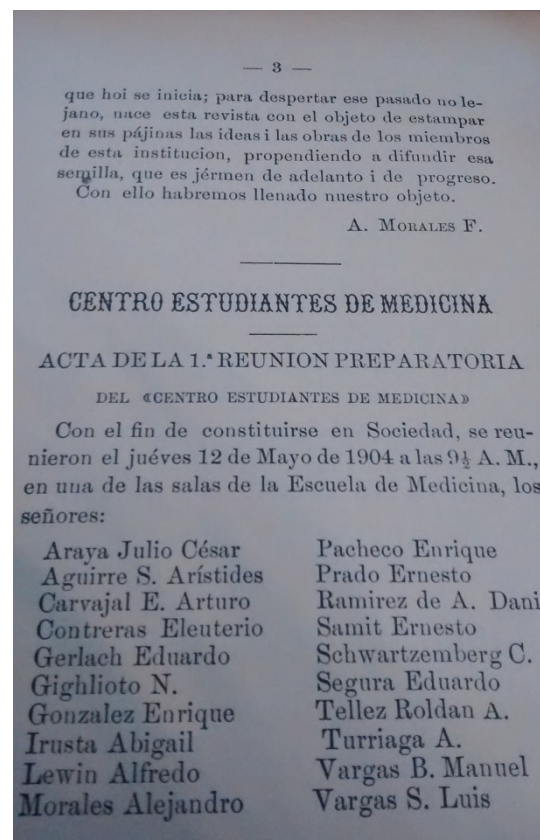 — 3 —
que hoi se inicia; para despertar ese pasado no le-
jano, nace esta revista con el objeto de estampar
en sus pájinas las ideas i las obras de los miembros
de esta institucion, propendiendo a difundir esa
semilla, que es jérmen de adelanto i de progreso.
Con ello habremos llenado nuestro objeto.
A. MORALES F.
CENTRO ESTUDIANTES DE MEDICINA
ACTA DE LA 1.ª REUNION PREPARATORIA
DEL «CENTRO ESTUDIANTES DE MEDICINA»
Con el fin de constituirse en Sociedad, se reu-
nieron el juéves 12 de Mayo de 1904 a las 9½ A. M.,
en una de las salas de la Escuela de Medicina, los
señores:
Araya Julio César
Aguirre S. Arístides
Carvajal E. Arturo
Contreras Eleuterio
Gerlach Eduardo
Gighlioto N.
Gonzalez Enrique
Irusta Abigail
Lewin Alfredo
Morales Alejandro
Pacheco Enrique
Prado Ernesto
Ramirez de A. Dani
Samit Ernesto
Schwartzemberg C.
Segura Eduardo
Tellez Roldan A.
Turriaga A.
Vargas B. Manuel
Vargas S. Luis